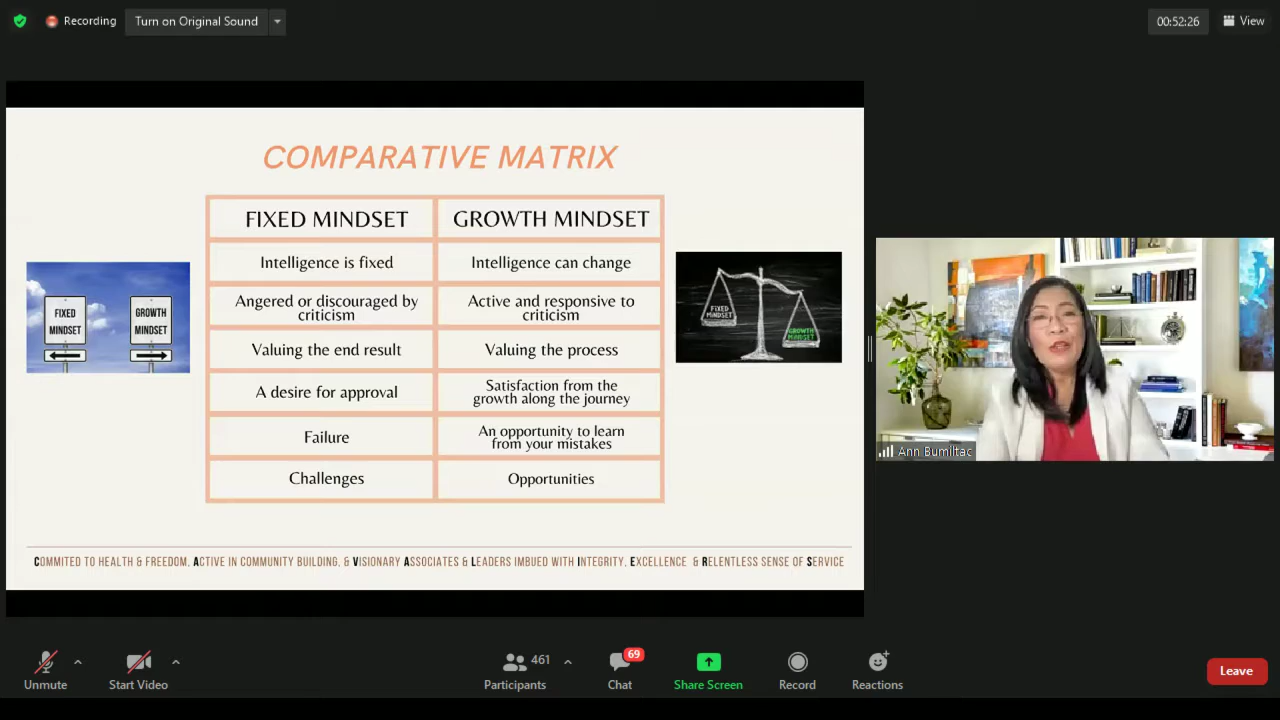 Recording
Turn on Original Sound
00:52:26
View
COMPARATIVE MATRIX
FIXED MINDSET
GROWTH MINDSET
Intelligence is fixed
Intelligence can change
Angered or discouraged by
criticism
Active and responsive to
criticism
Valuing the end result
Valuing the process
A desire for approval
Satisfaction from the
growth along the journey
Failure
An opportunity to learn
from your mistakes
Challenges
Opportunities
FIXED
MINDSET
GROWTH
MINDSET
FIXED
MINDSET
GROWTH
MINDSET
Ann Bumiltac
COMMITED TO HEALTH & FREEDOM, ACTIVE IN COMMUNITY BUILDING, & VISIONARY ASSOCIATES & LEADERS IMBUED WITH INTEGRITY, EXCELLENCE & RELENTLESS SENSE OF SERVICE
Unmute
Start Video
461
Participants
69
Chat
Share Screen
Record
Reactions
Leave